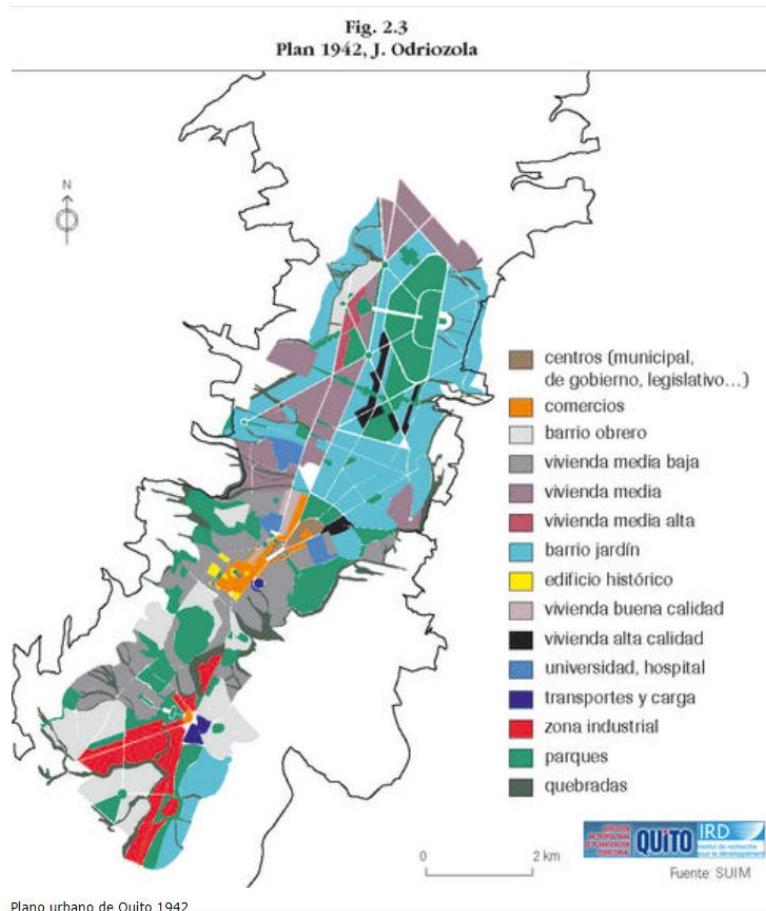 Fig. 2.3
Plan 1942, J. Odriozola
N
centros (municipal,
de gobierno, legislativo...)
comercios
barrio obrero
vivienda media baja
vivienda media
vivienda media alta
barrio jardín
edificio histórico
vivienda buena calidad
vivienda alta calidad
universidad, hospital
transportes y carga
zona industrial
parques
quebradas
QUITO
IRD
0 2 km
Fuente: SUIM
Plano urbano de Quito 1942